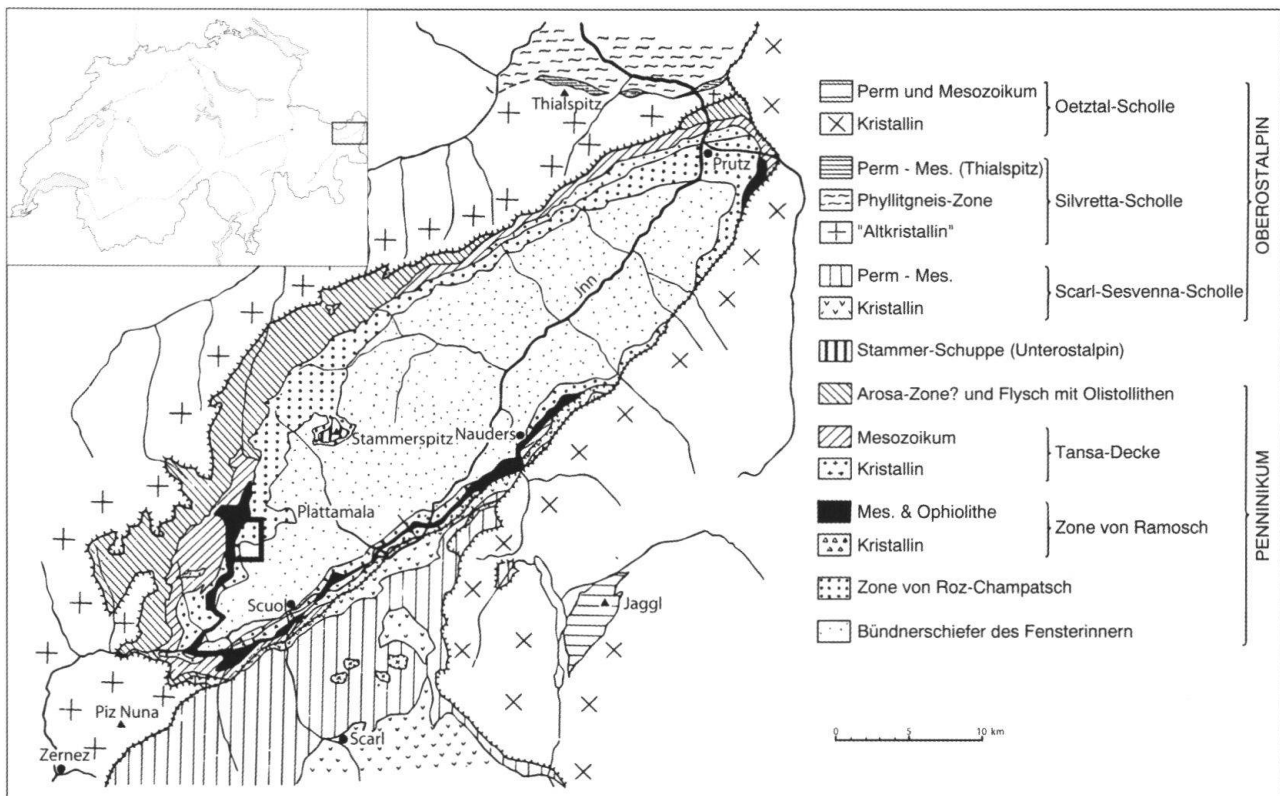 Thialspitz
Prutz
Jnn
Stammerspitz
Nauders
Plattamala
Scuol
Jaggl
Piz Nuna
Scarl
Zernez
Perm und Mesozoikum
Kristallin
Oetztal-Scholle
Perm - Mes. (Thialspitz)
Phyllitgneis-Zone
"Altkristallin"
Silvretta-Scholle
Perm - Mes.
Kristallin
Scarl-Sesvenna-Scholle
OBEROSTALPIN
Stammer-Schuppe (Unterostalpin)
Arosa-Zone? und Flysch mit Olistollithen
Mesozoikum
Kristallin
Tansa-Decke
Mes. & Ophiolithe
Kristallin
Zone von Ramosch
Zone von Roz-Champatsch
Bündnerschiefer des Fensterinnern
PENNINIKUM
0 5 10 km